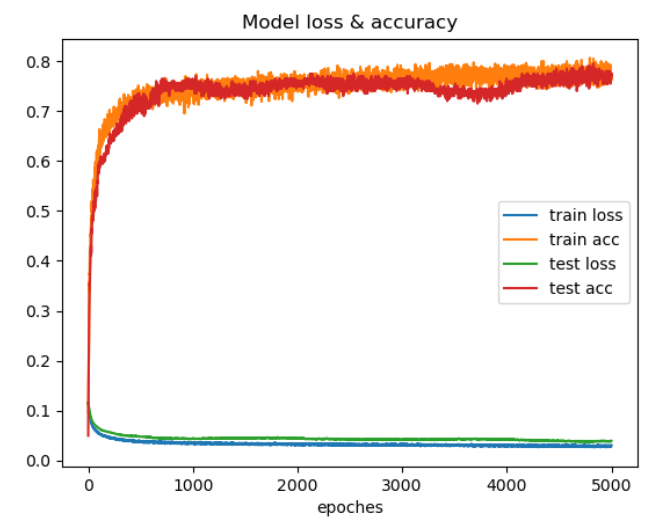 Model loss & accuracy
0.8
0.7
0.6
0.5
0.4
0.3
0.2
0.1
0.0
train loss
train acc
test loss
test acc
0 1000 2000 3000 4000 5000
epoches